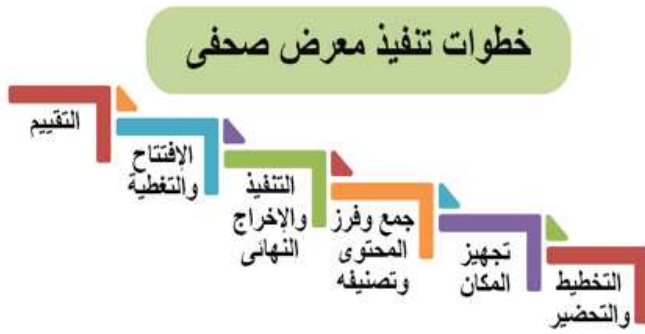 خطوات تنفيذ معرض صحفى
التخطيط
والتحضير
تجهيز
المكان
جمع وفرز
المحتوى
وتصنيفه
التنفيذ
والإخراج
النهائى
الإفتتاح
والتغطية
التقييم